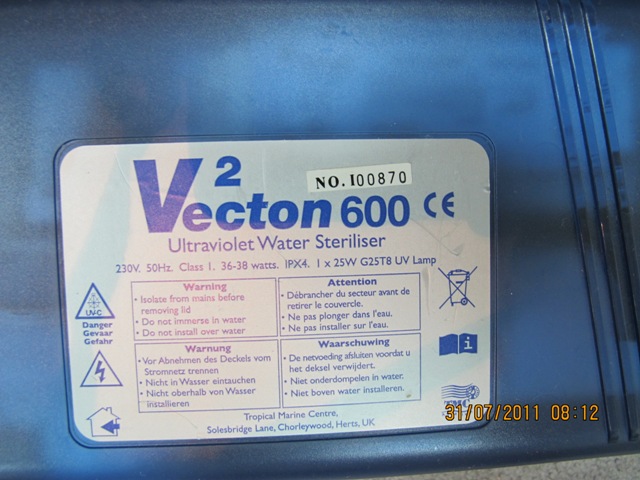 V² Vecton 600 CE
NO. I00870
Ultraviolet Water Steriliser
230V. 50Hz. Class 1. 36-38 watts. IPX4. 1 x 25W G25T8 UV Lamp
UV-C
Danger
Gevaar
Gefahr
Warning
• Isolate from mains before
removing lid
• Do not immerse in water
• Do not install over water
Attention
• Débrancher du secteur avant de
retirer le couvercle.
• Ne pas plonger dans l'eau.
• Ne pas installer sur l'eau.
Warnung
• Vor Abnehmen des Deckels vom
Stromnetz trennen
• Nicht in Wasser eintauchen
• Nicht oberhalb von Wasser
installieren
Waarschuwing
• De netvoeding afsluiten voordat u
het deksel verwijdert.
• Niet onderdompelen in water.
• Niet boven water installeren.
i
TMC
Tropical Marine Centre,
Solesbridge Lane, Chorleywood, Herts, UK
31/07/2011 08:12